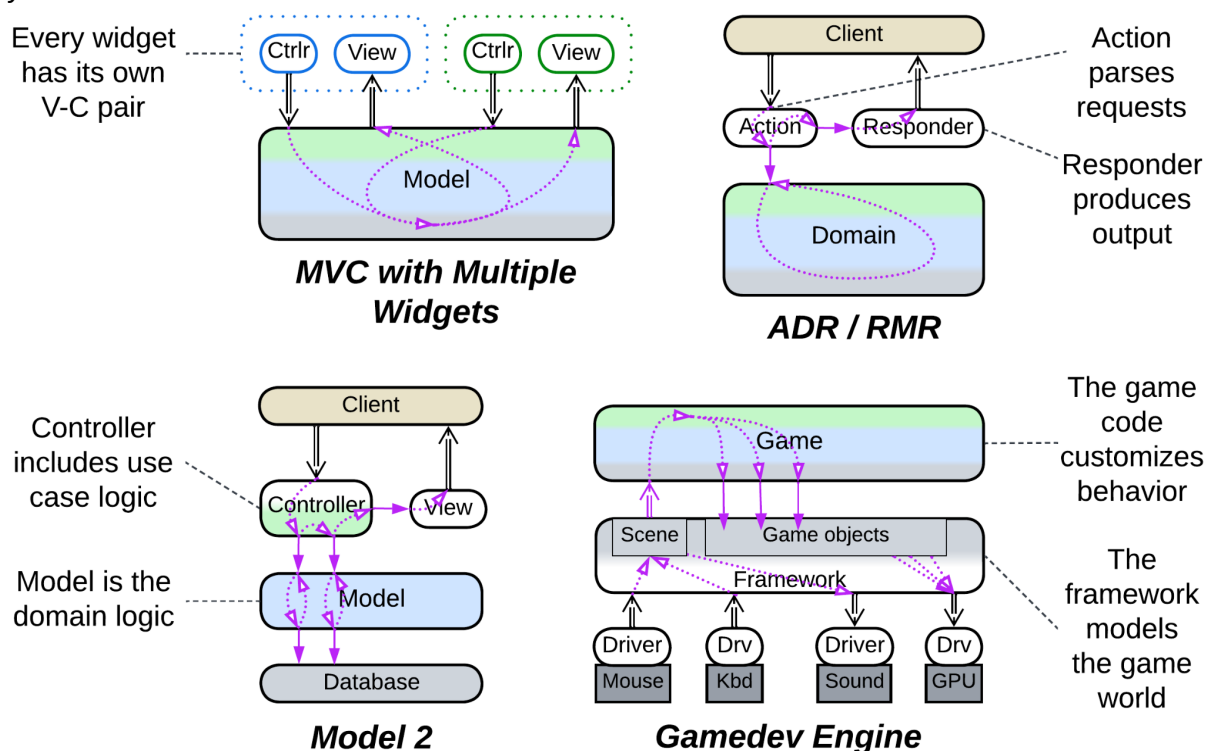 y
Every widget
has its own
V-C pair
Ctrlr
View
Ctrlr
View
Model
MVC with Multiple
Widgets
Client
Action
Responder
Domain
ADR / RMR
Action
parses
requests
Responder
produces
output
Controller
includes use
case logic
Model is the
domain logic
Client
Controller
View
Model
Database
Model 2
Game
Scene
Game objects
Framework
Driver
Drv
Driver
Drv
Mouse
Kbd
Sound
GPU
Gamedev Engine
The game
code
customizes
behavior
The
framework
models
the game
world